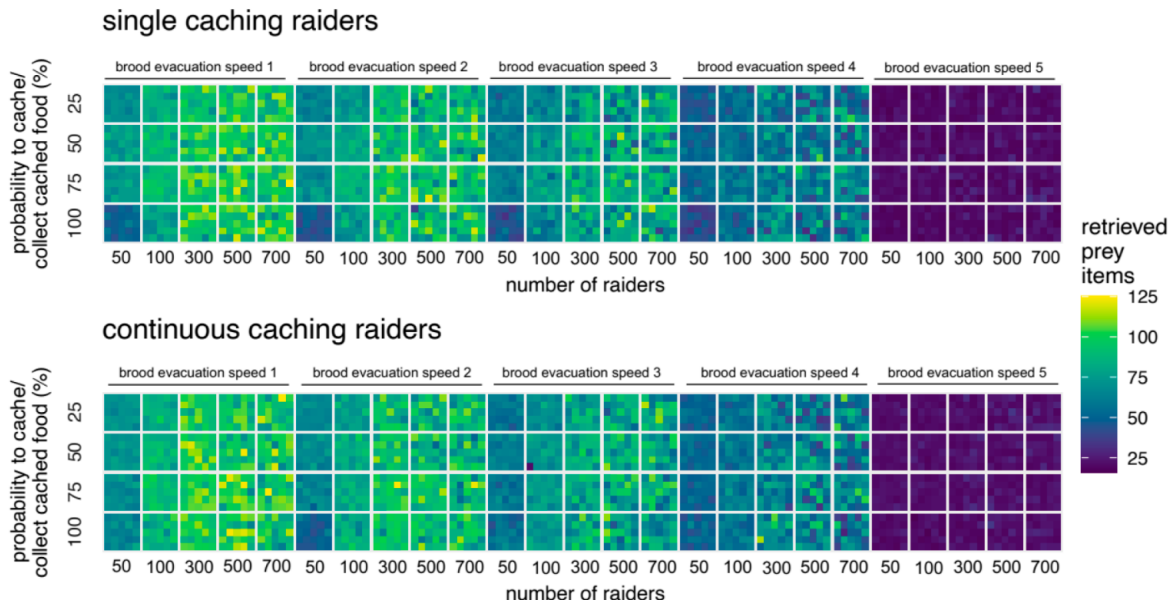 single caching raiders
brood evacuation speed 1 brood evacuation speed 2 brood evacuation speed 3 brood evacuation speed 4 brood evacuation speed 5
probability to cache/
collect cached food (%)
25
50
75
100
50 100 300 500 700 50 100 300 500 700 50 100 300 500 700 50 100 300 500 700 50 100 300 500 700
number of raiders
continuous caching raiders
brood evacuation speed 1 brood evacuation speed 2 brood evacuation speed 3 brood evacuation speed 4 brood evacuation speed 5
probability to cache/
collect cached food (%)
25
50
75
100
50 100 300 500 700 50 100 300 500 700 50 100 300 500 700 50 100 300 500 700 50 100 300 500 700
number of raiders
retrieved
prey
items
125
100
75
50
25